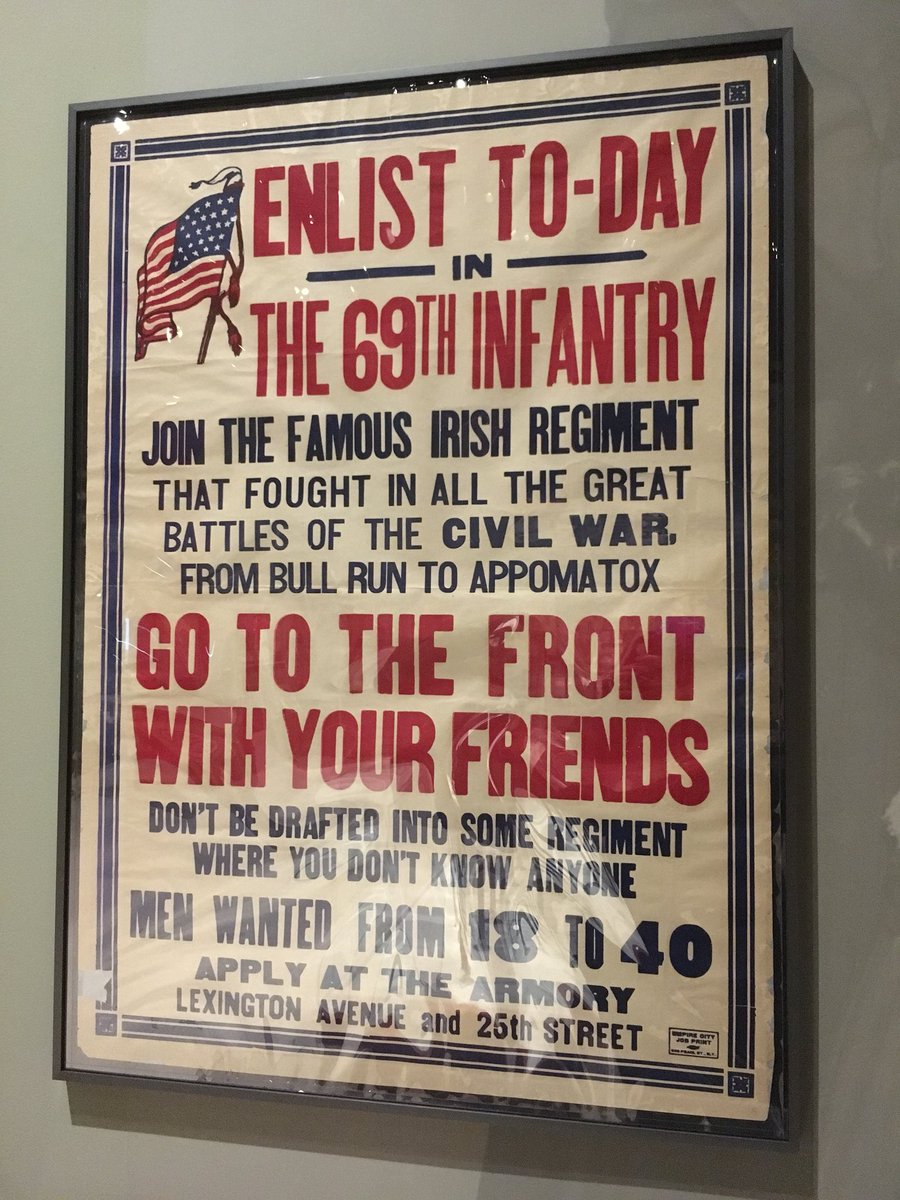 ENLIST TO-DAY
IN
THE 69TH INFANTRY
JOIN THE FAMOUS IRISH REGIMENT
THAT FOUGHT IN ALL THE GREAT
BATTLES OF THE CIVIL WAR,
FROM BULL RUN TO APPOMATOX
GO TO THE FRONT
WITH YOUR FRIENDS
DON'T BE DRAFTED INTO SOME REGIMENT
WHERE YOU DON'T KNOW ANYONE
MEN WANTED FROM 18 TO 40
APPLY AT THE ARMORY
LEXINGTON AVENUE and 25th STREET
EMPIRE CITY
JOB PRINT